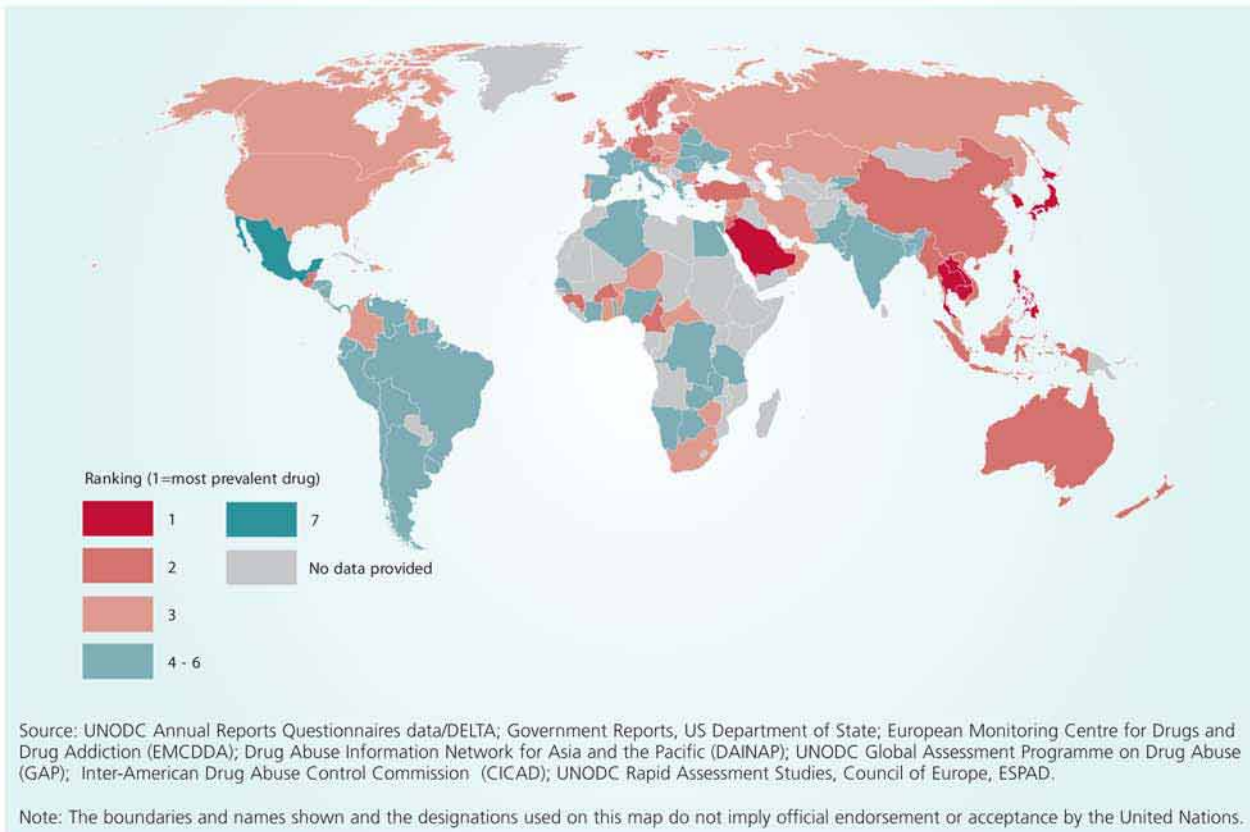 Ranking (1=most prevalent drug)
1
7
2
No data provided
3
4 - 6
Source: UNODC Annual Reports Questionnaires data/DELTA; Government Reports, US Department of State; European Monitoring Centre for Drugs and
Drug Addiction (EMCDDA); Drug Abuse Information Network for Asia and the Pacific (DAINAP); UNODC Global Assessment Programme on Drug Abuse
(GAP); Inter-American Drug Abuse Control Commission (CICAD); UNODC Rapid Assessment Studies, Council of Europe, ESPAD.
Note: The boundaries and names shown and the designations used on this map do not imply official endorsement or acceptance by the United Nations.